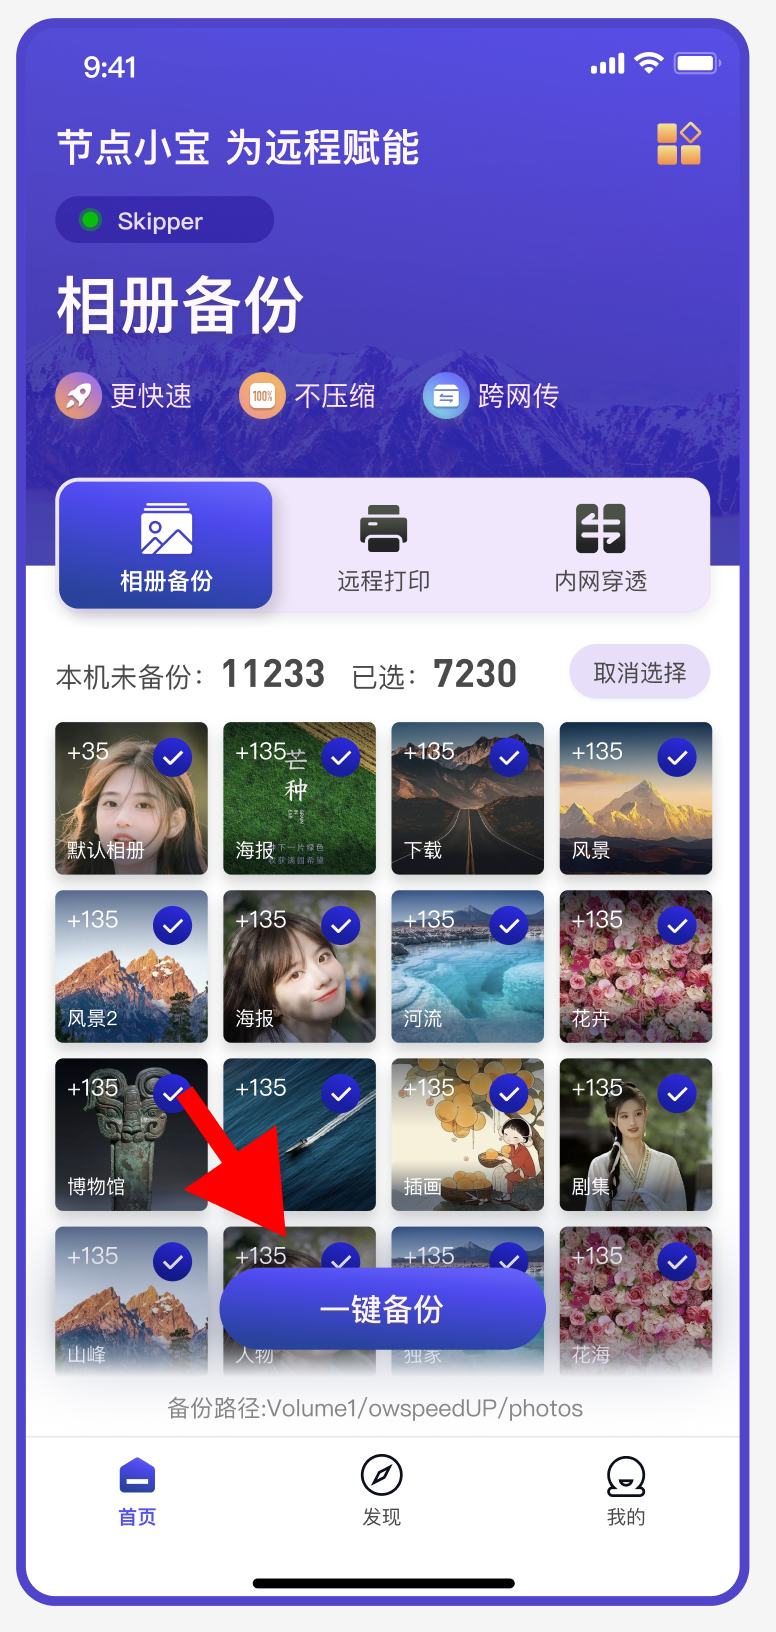 9:41
节点小宝 为远程赋能
Skipper
相册备份
更快速 100% 不压缩 跨网传
相册备份 远程打印 内网穿透
本机未备份：11233 已选：7230 取消选择
+35 +135 +135 +135
芒种
默认相册 海报 下载 风景
收获满园希望
+135 +135 +135 +135
风景2 海报 河流 花卉
+135 +135 +135 +135
博物馆 插画 剧集
+135 +135 +135 +135
一键备份
山峰 人物 独家 花海
备份路径:Volume1/owspeedUP/photos
首页 发现 我的